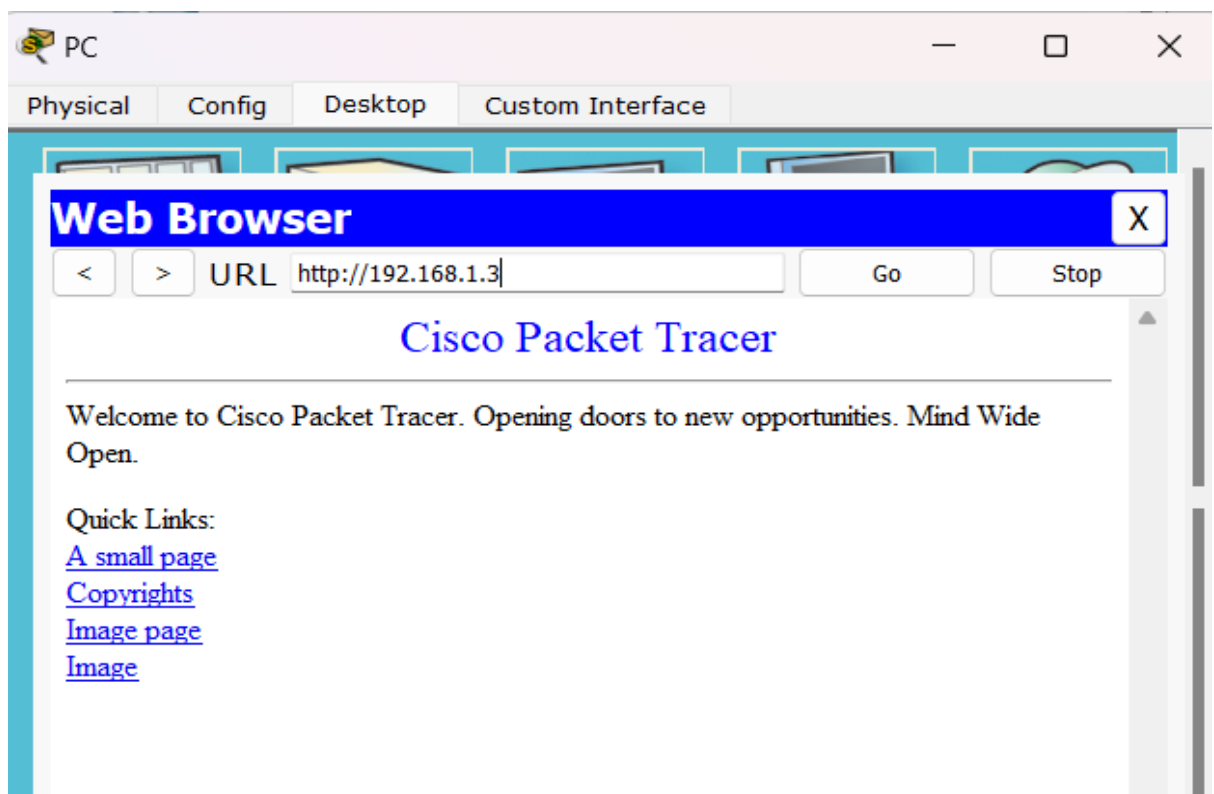 PC
Physical Config Desktop Custom Interface
Web Browser X
< > URL http://192.168.1.3 Go Stop
Cisco Packet Tracer
Welcome to Cisco Packet Tracer. Opening doors to new opportunities. Mind Wide
Open.
Quick Links:
A small page
Copyrights
Image page
Image